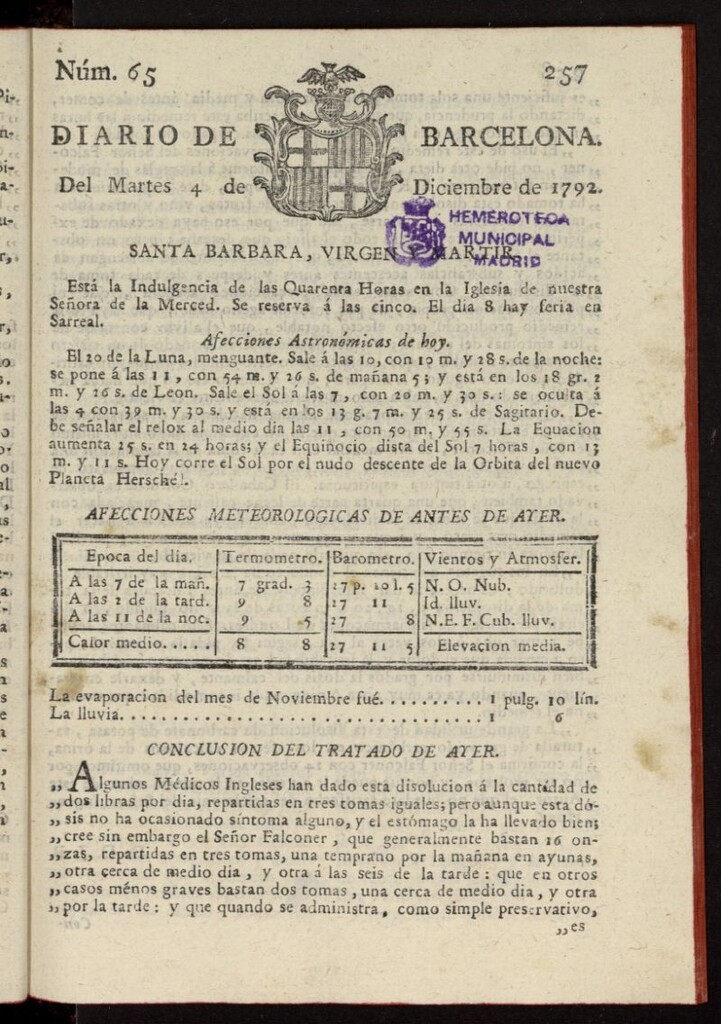 Núm. 65 257
DIARIO DE BARCELONA.
Del Martes 4 de Diciembre de 1792.
HEMEROTECA
MUNICIPAL
MADRID
SANTA BARBARA, VIRGEN Y MARTIR.
Está la Indulgencia de las Quarenta Horas en la Iglesia de nuestra
Señora de la Merced. Se reserva á las cinco. El dia 8 hay feria en
Sarreal.
Afecciones Astronómicas de hoy.
El 20 de la Luna, menguante. Sale á las 10, con 10 m. y 28 s. de la noche:
se pone á las 11, con 54 m. y 26 s. de mañana 5; y está en los 18 gr. 2
m. y 26 s. de Leon. Sale el Sol á las 7, con 20 m. y 30 s.: se oculta á
las 4 con 39 m. y 30 s. y está en los 13 g. 7 m. y 25 s. de Sagitario. De-
be señalar el relox al medio dia las 11, con 50 m. y 55 s. La Equacion
aumenta 25 s. en 24 horas; y el Equinocio dista del Sol 7 horas, con 13
m. y 11 s. Hoy corre el Sol por el nudo descente de la Orbita del nuevo
Planeta Herschél.
AFECCIONES METEOROLOGICAS DE ANTES DE AYER.
Epoca del dia. Termometro. Barometro. Vientos y Atmosfer.
A las 7 de la mañ. 7 grad. 3 27 p. 10 l. 5 N. O. Nub.
A las 2 de la tard. 9 8 27 11 Id. lluv.
A las 11 de la noc. 9 5 27 8 N.E. F. Cub. lluv.
Calor medio..... 8 8 27 11 5 Elevacion media.
La evaporacion del mes de Noviembre fué.......... 1 pulg. 10 lín.
La lluvia................................ 1 6
CONCLUSION DEL TRATADO DE AYER.
„ Algunos Médicos Ingleses han dado esta disolucion á la cantidad de
„ dos libras por dia, repartidas en tres tomas iguales; pero aunque esta dó-
„ sis no ha ocasionado síntoma alguno, y el estómago la ha llevado bien;
„ cree sin embargo el Señor Falconer, que generalmente bastan 16 on-
„ zas, repartidas en tres tomas, una temprano por la mañana en ayunas,
„ otra cerca de medio dia, y otra á las seis de la tarde: que en otros
„ casos ménos graves bastan dos tomas, una cerca de medio dia, y otra
„ por la tarde: y que quando se administra, como simple preservativo,
„ es